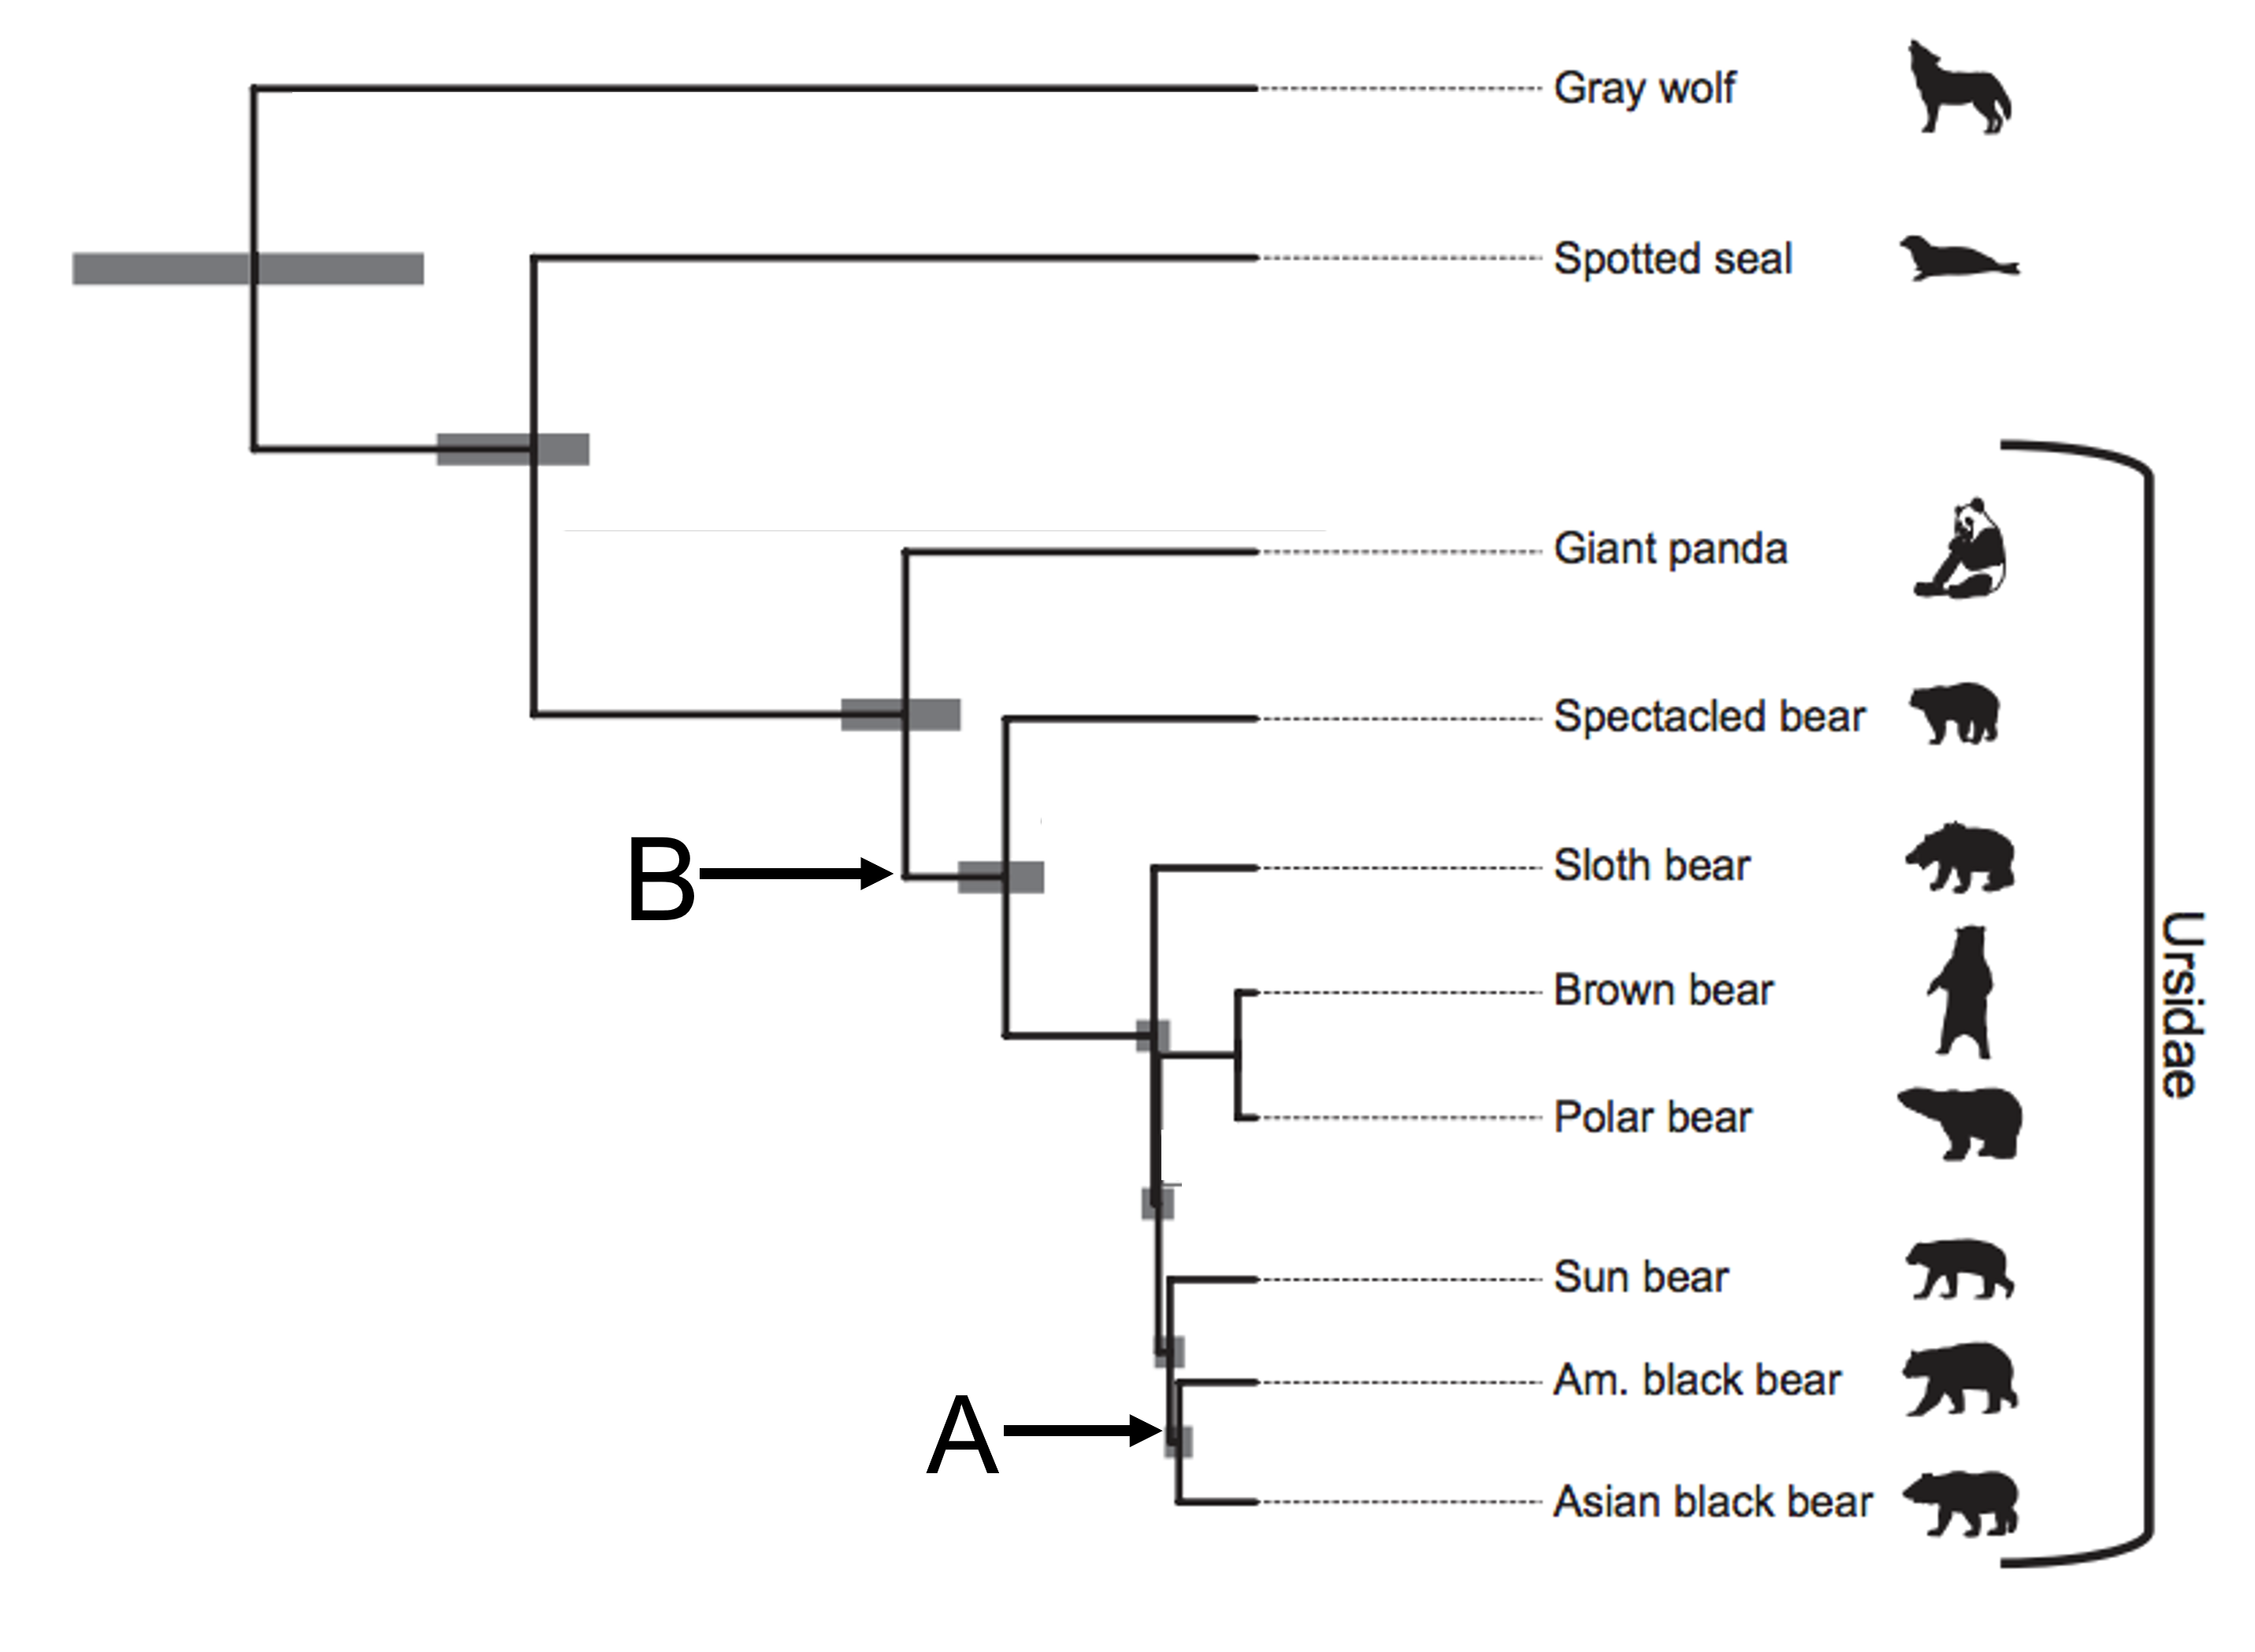 Gray wolf
Spotted seal
Giant panda
Spectacled bear
B
Sloth bear
Brown bear
Ursidae
Polar bear
Sun bear
Am. black bear
A
Asian black bear